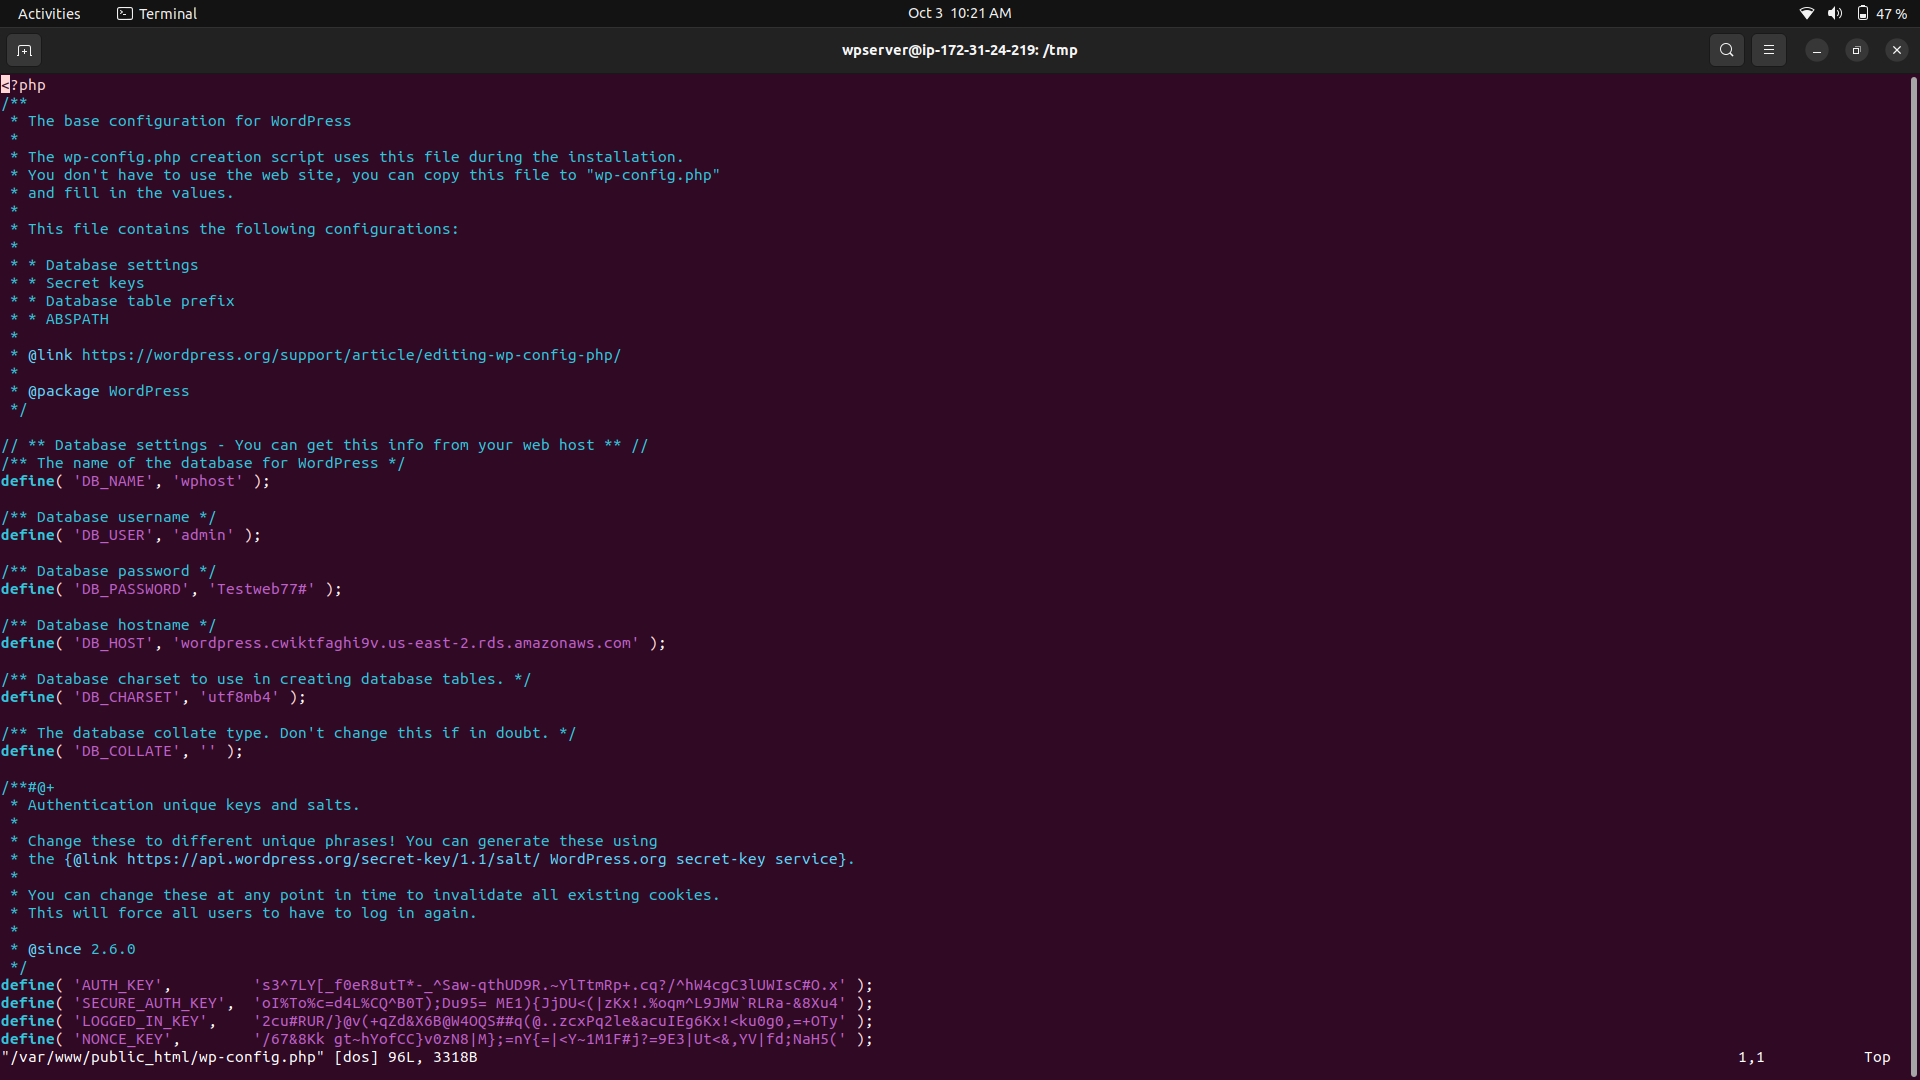 Activities Terminal Oct 3 10:21 AM 47 %
wpserver@ip-172-31-24-219: /tmp
<?php
/**
 * The base configuration for WordPress
 *
 * The wp-config.php creation script uses this file during the installation.
 * You don't have to use the web site, you can copy this file to "wp-config.php"
 * and fill in the values.
 *
 * This file contains the following configurations:
 *
 * * Database settings
 * * Secret keys
 * * Database table prefix
 * * ABSPATH
 *
 * @link https://wordpress.org/support/article/editing-wp-config-php/
 *
 * @package WordPress
 */

// ** Database settings - You can get this info from your web host ** //
/** The name of the database for WordPress */
define( 'DB_NAME', 'wphost' );

/** Database username */
define( 'DB_USER', 'admin' );

/** Database password */
define( 'DB_PASSWORD', 'Testweb77#' );

/** Database hostname */
define( 'DB_HOST', 'wordpress.cwiktfaghi9v.us-east-2.rds.amazonaws.com' );

/** Database charset to use in creating database tables. */
define( 'DB_CHARSET', 'utf8mb4' );

/** The database collate type. Don't change this if in doubt. */
define( 'DB_COLLATE', '' );

/**#@+
 * Authentication unique keys and salts.
 *
 * Change these to different unique phrases! You can generate these using
 * the {@link https://api.wordpress.org/secret-key/1.1/salt/ WordPress.org secret-key service}.
 *
 * You can change these at any point in time to invalidate all existing cookies.
 * This will force all users to have to log in again.
 *
 * @since 2.6.0
 */
define( 'AUTH_KEY',         's3^7LY[_f0eR8utT*-_^Saw-qthUD9R.~YlTtmRp+.cq?/^hW4cgC3lUWIsC#O.x' );
define( 'SECURE_AUTH_KEY',  'oI%To%c=d4L%CQ^B0T);Du95= ME1){JjDU<(|zKx!.%oqm^L9JMW`RLRa-&8Xu4' );
define( 'LOGGED_IN_KEY',    '2cu#RUR/}@v(+qZd&X6B@W4OQS##q(@..zcxPq2le&acuIEg6Kx!<ku0g0,=+OTy' );
define( 'NONCE_KEY',        '/67&8Kk gt~hYofCC}v0zN8|M};=nY{=|<Y~1M1F#j?=9E3|Ut<&,YV|fd;NaH5(' );
"/var/www/public_html/wp-config.php" [dos] 96L, 3318B 1,1 Top